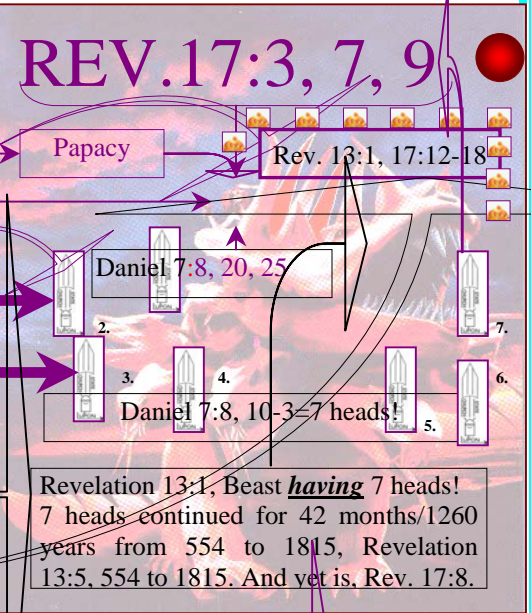 REV.17:3, 7, 9
Papacy
Rev. 13:1, 17:12-18
Daniel 7:8, 20, 25
2.
7.
3.
4.
6.
Daniel 7:8, 10-3=7 heads!
5.
Revelation 13:1, Beast having 7 heads!
7 heads continued for 42 months/1260
years from 554 to 1815, Revelation
13:5, 554 to 1815. And yet is, Rev. 17:8.